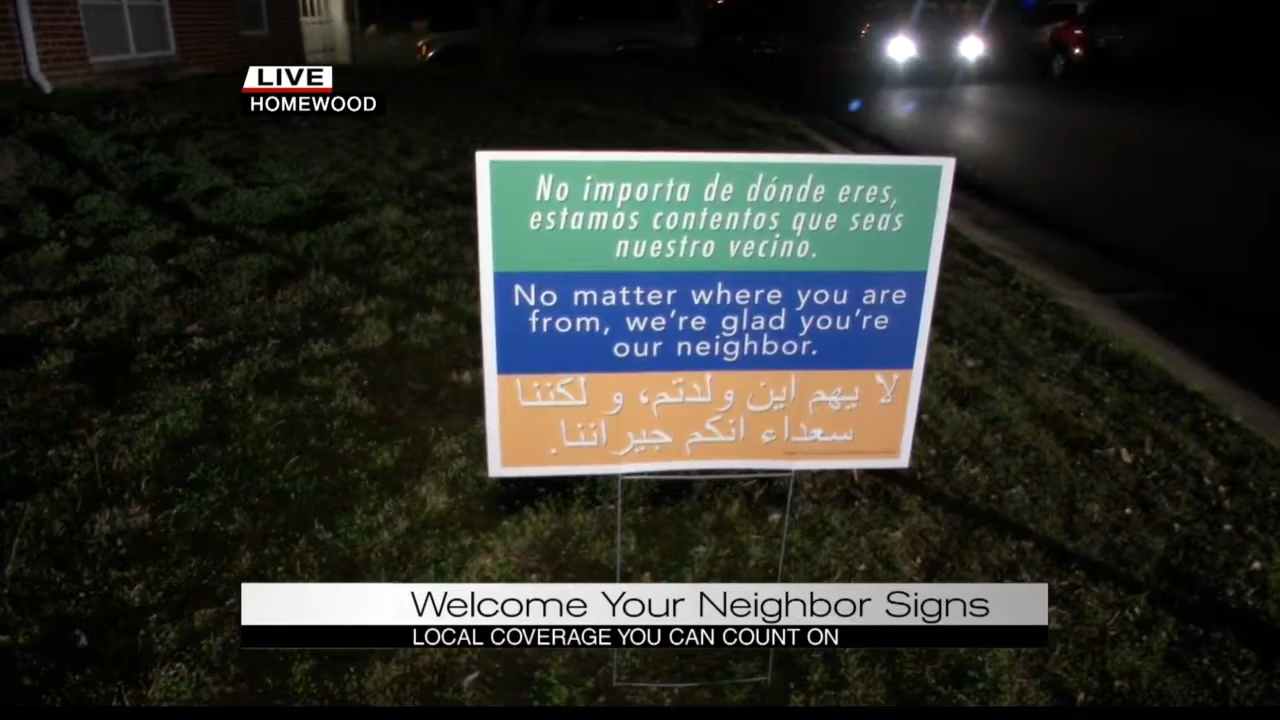 LIVE
HOMEWOOD
No importa de dónde eres,
estamos contentos que seas
nuestro vecino.
No matter where you are
from, we're glad you're
our neighbor.
لا يهم اين ولدتم، و لكننا
سعداء انكم جيراننا.
Welcome Your Neighbor Signs
LOCAL COVERAGE YOU CAN COUNT ON